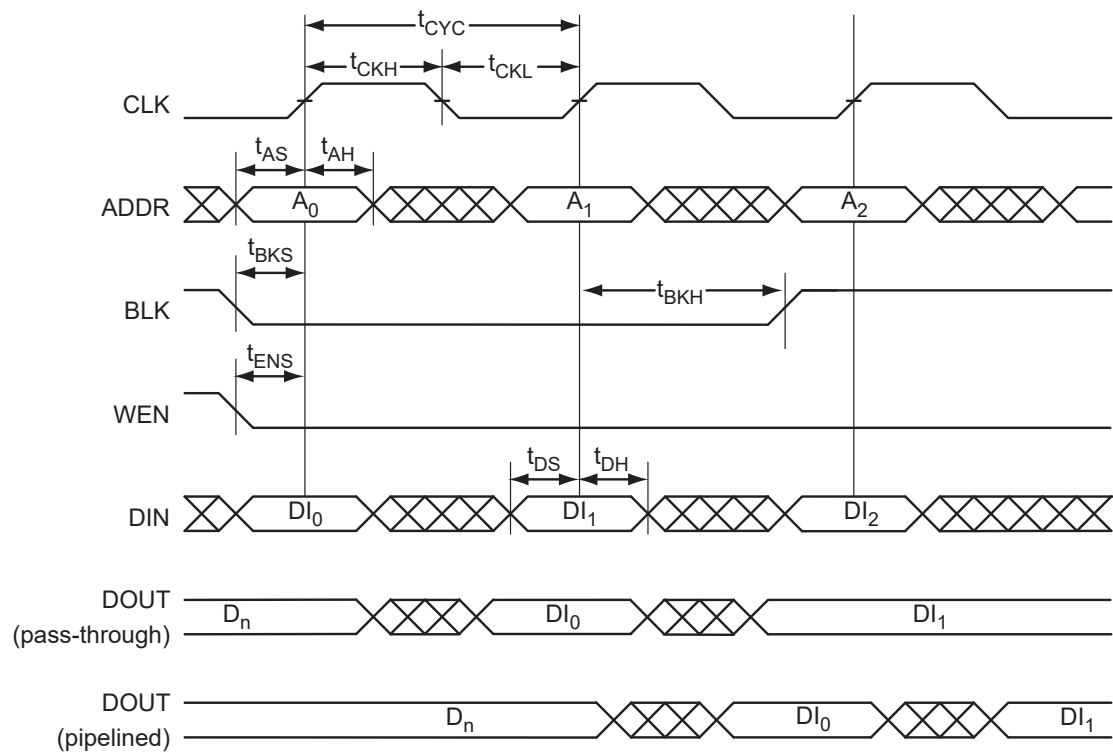 tCYC
tCKH tCKL
CLK
tAS tAH
ADDR A0 A1 A2
tBKS
BLK tBKH
tENS
WEN
tDS tDH
DIN DI0 DI1 DI2
DOUT
(pass-through) Dn DI0 DI1
DOUT
(pipelined) Dn DI0 DI1